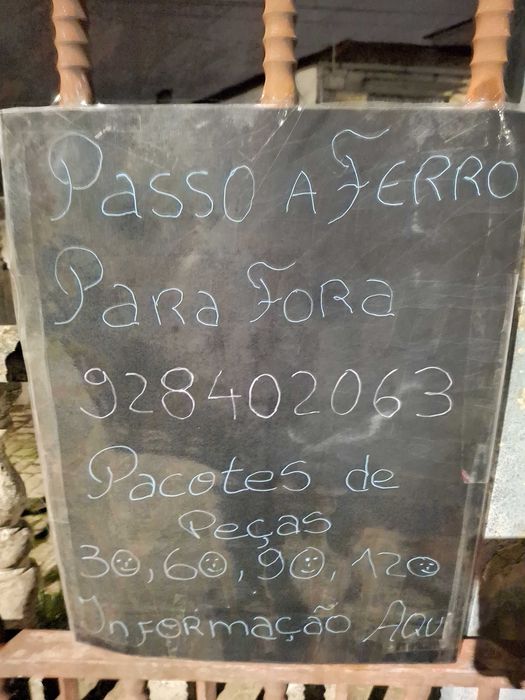 Passo a Ferro
Para Fora
928402063
Pacotes de
Peças
30, 60, 90, 120
Informação Aqui